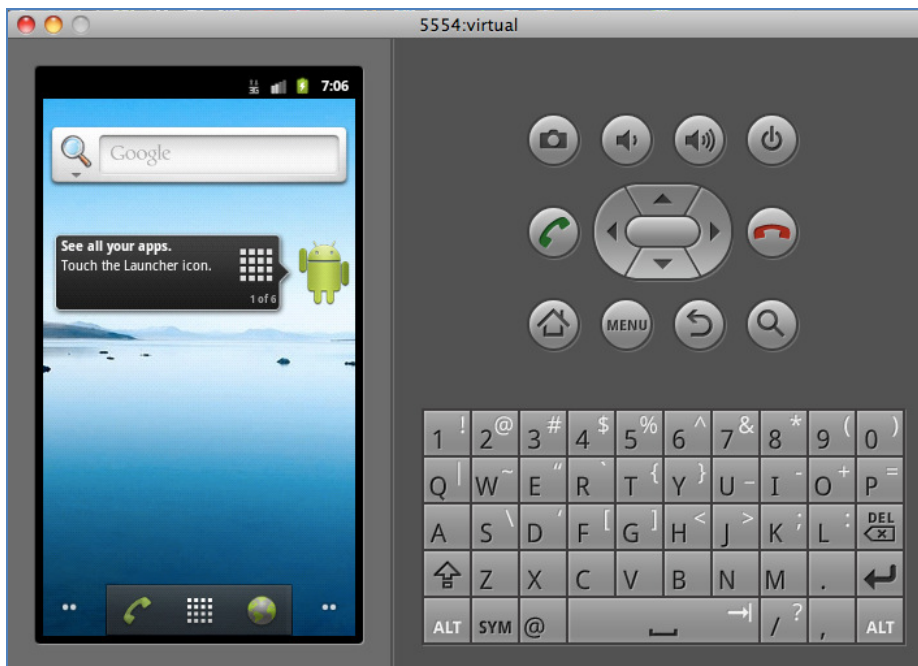 5554:virtual
3G 7:06
Google
See all your apps.
Touch the Launcher icon.
1 of 6
MENU
1 ! 2 @ 3 # 4 $ 5 % 6 ^ 7 & 8 * 9 ( 0 )
Q | W ~ E " R ` T { Y } U _ I - O + P =
A S \ D ' F [ G ] H < J > K ; L : DEL
Z X C V B N M .
ALT SYM @ / ? , ALT